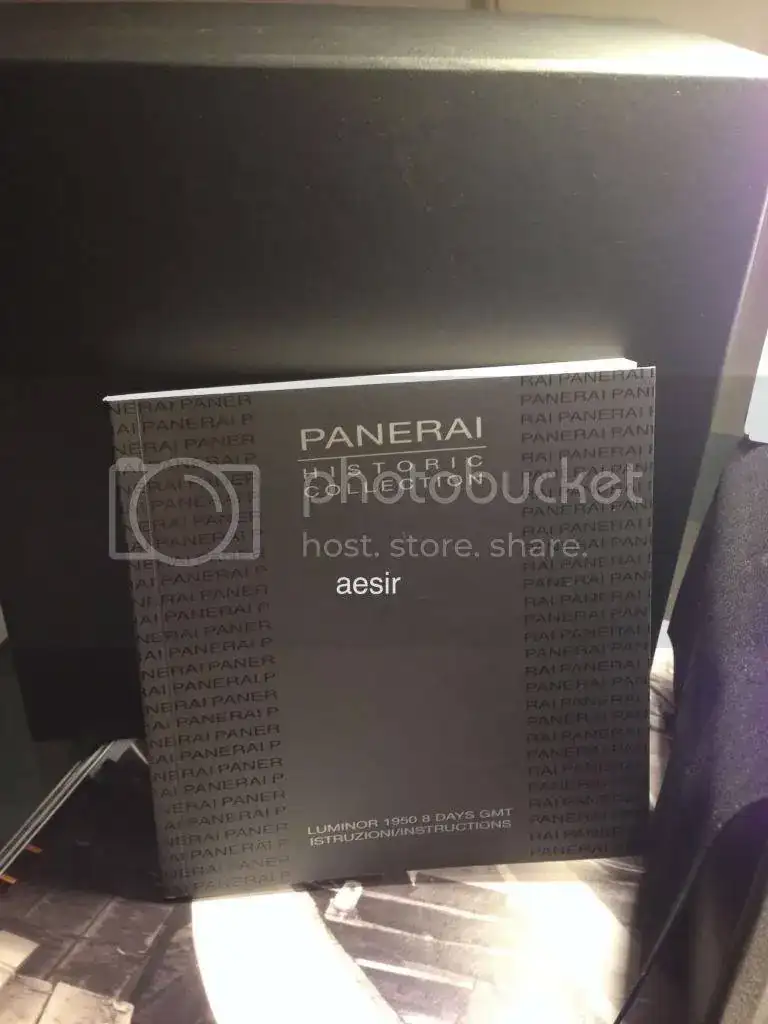 PANERAI
HISTORIC
COLLECTION
photobucket
host. store. share.
aesir
LUMINOR 1950 8 DAYS GMT
ISTRUZIONI/INSTRUCTIONS